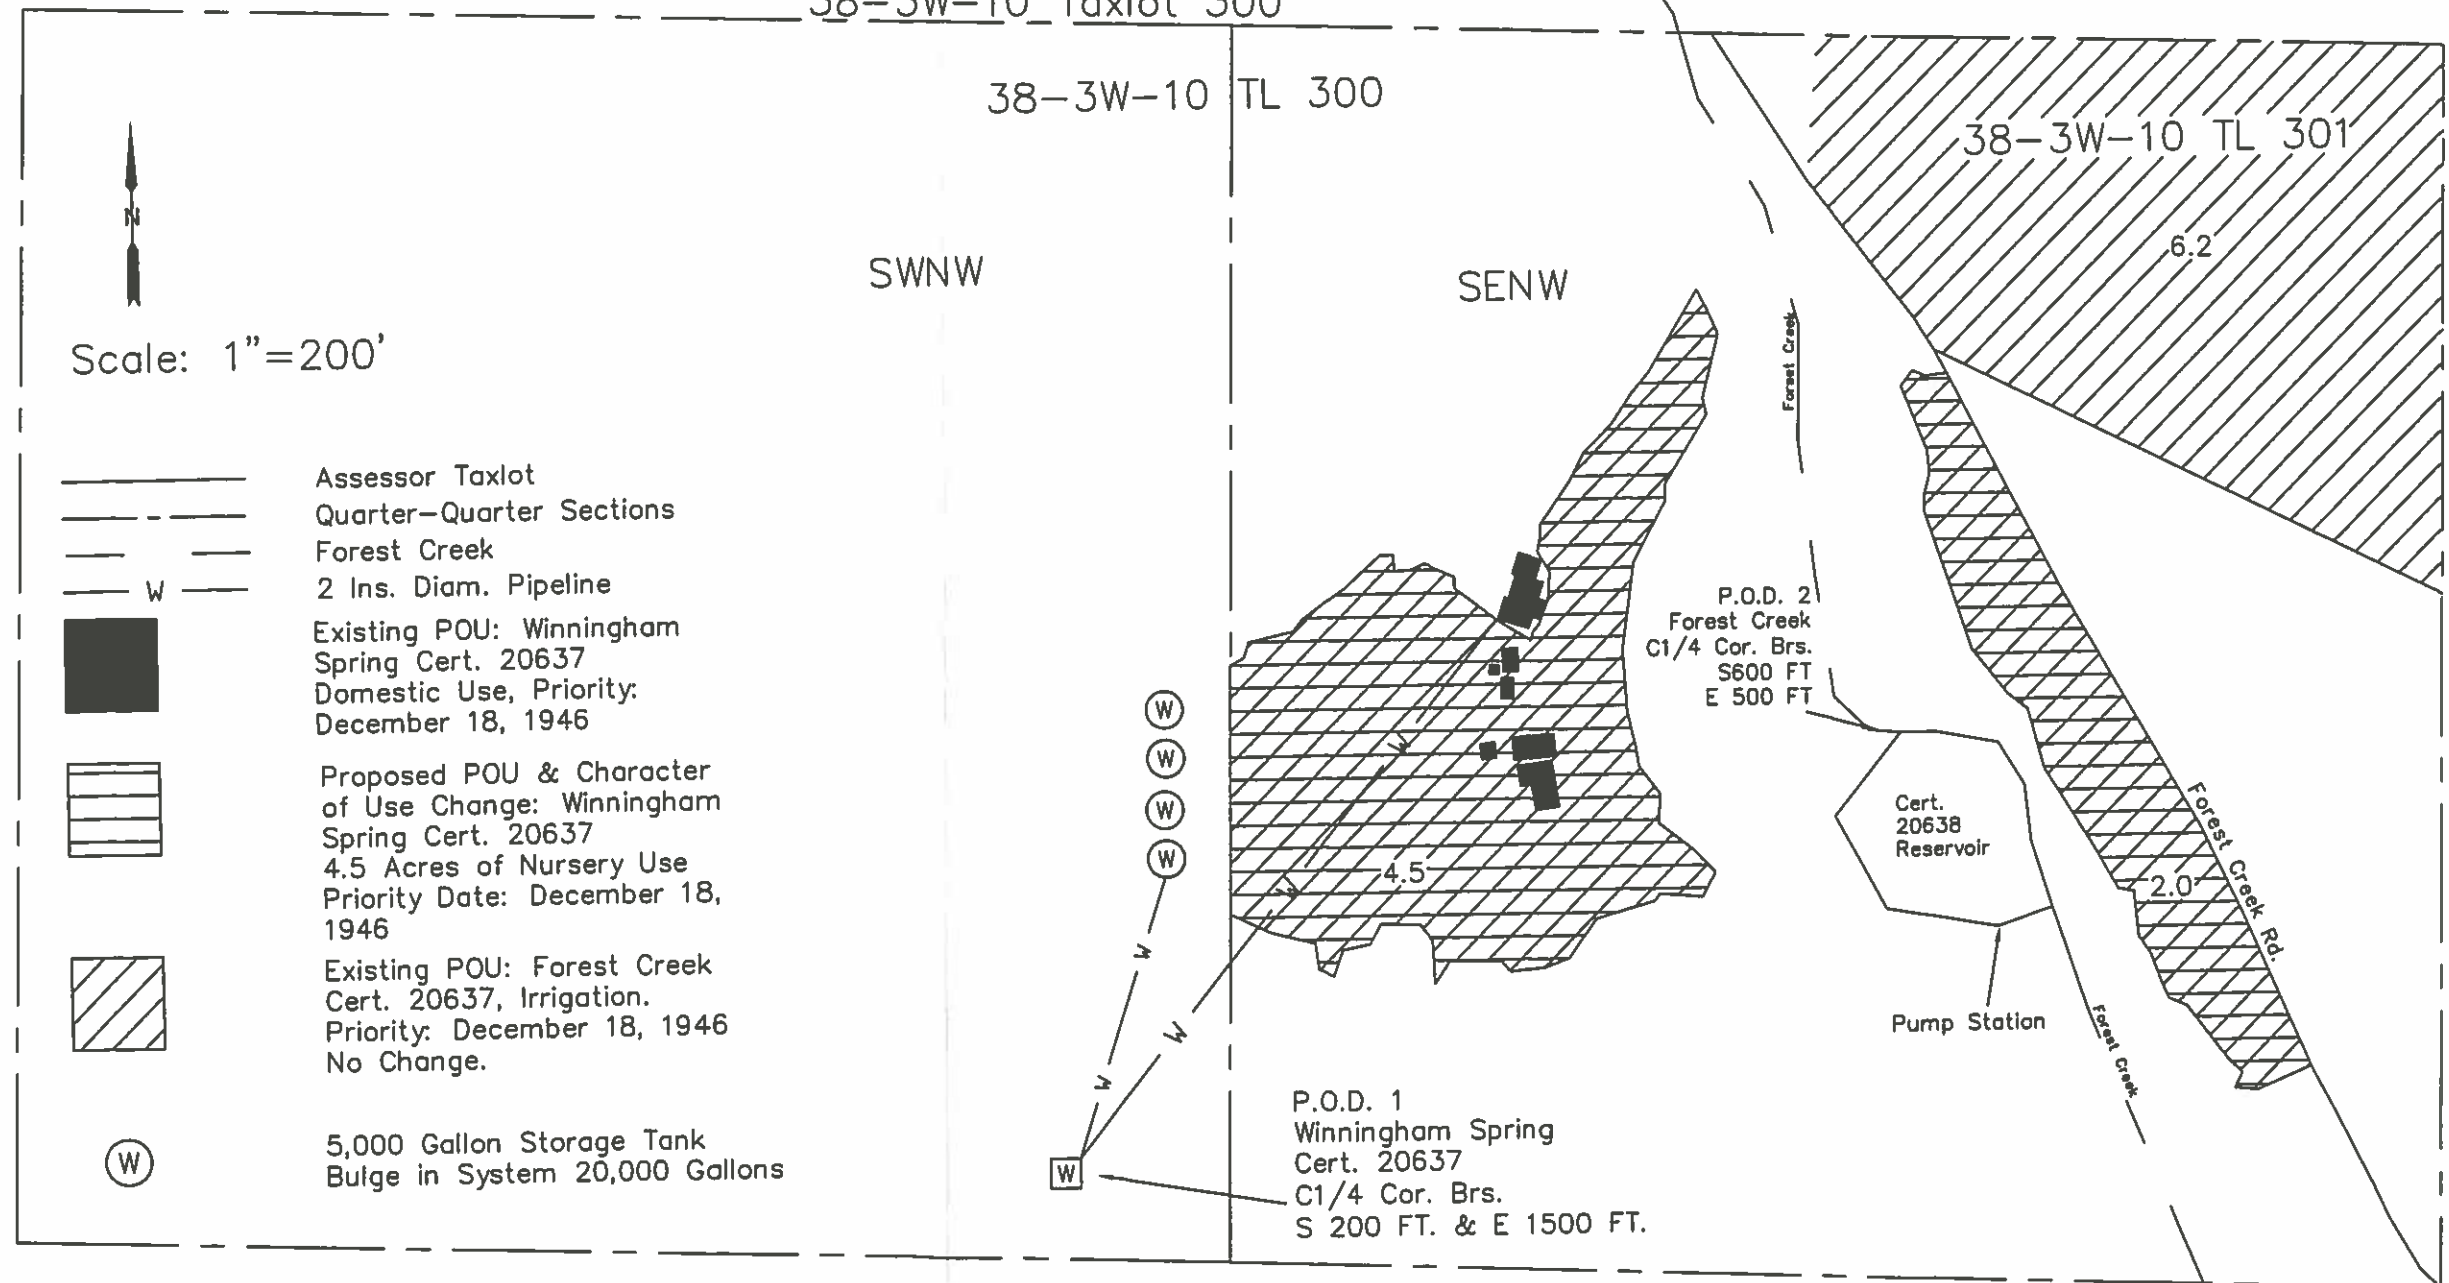 38-3W-10 Taxlot 300
38-3W-10 TL 300
38-3W-10 TL 301
6.2
N
SWNW
SENW
Scale: 1"=200'
Forset Creek
Assessor Taxlot
Quarter-Quarter Sections
Forest Creek
W 2 Ins. Diam. Pipeline
Existing POU: Winningham
Spring Cert. 20637
Domestic Use, Priority:
December 18, 1946
Proposed POU & Character
of Use Change: Winningham
Spring Cert. 20637
4.5 Acres of Nursery Use
Priority Date: December 18,
1946
Existing POU: Forest Creek
Cert. 20637, Irrigation.
Priority: December 18, 1946
No Change.
W
5,000 Gallon Storage Tank
Bulge in System 20,000 Gallons
W
W
W
W
W
W
W
W
W
W
4.5
P.O.D. 2
Forest Creek
C1/4 Cor. Brs.
S600 FT
E 500 FT
Cert.
20638
Reservoir
Pump Station
Forest Creek Rd.
2.0
Forest Creek
P.O.D. 1
Winningham Spring
Cert. 20637
C1/4 Cor. Brs.
S 200 FT. & E 1500 FT.